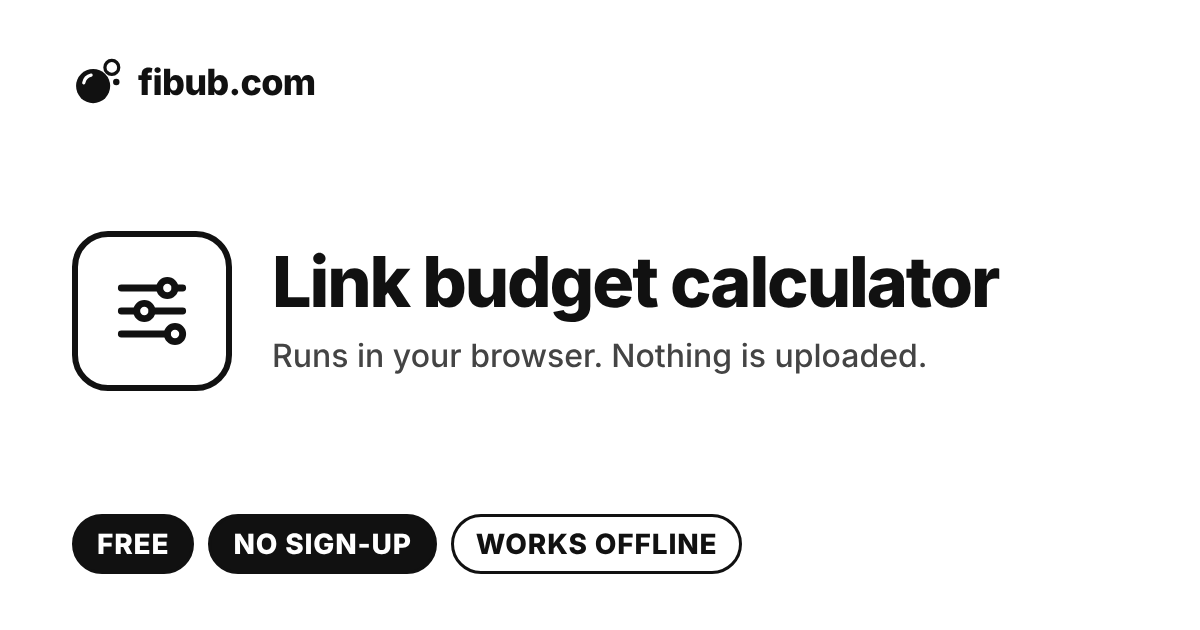 fibub.com
Link budget calculator
Runs in your browser. Nothing is uploaded.
FREE
NO SIGN-UP
WORKS OFFLINE